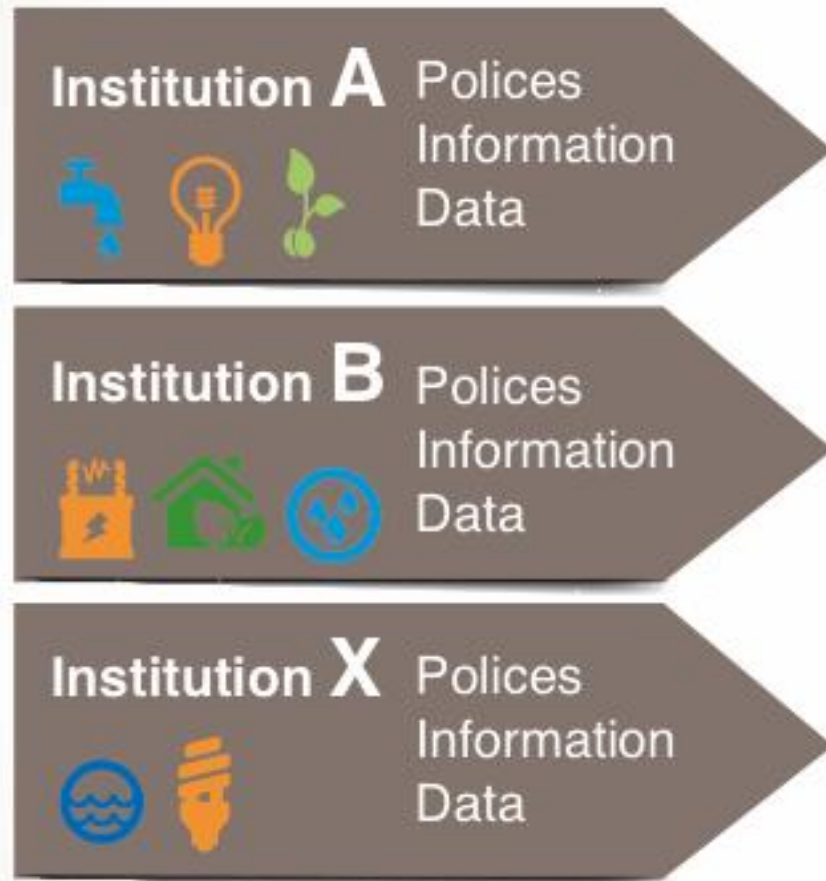 Institution A
Polices
Information
Data
Institution B
Polices
Information
Data
Institution X
Polices
Information
Data